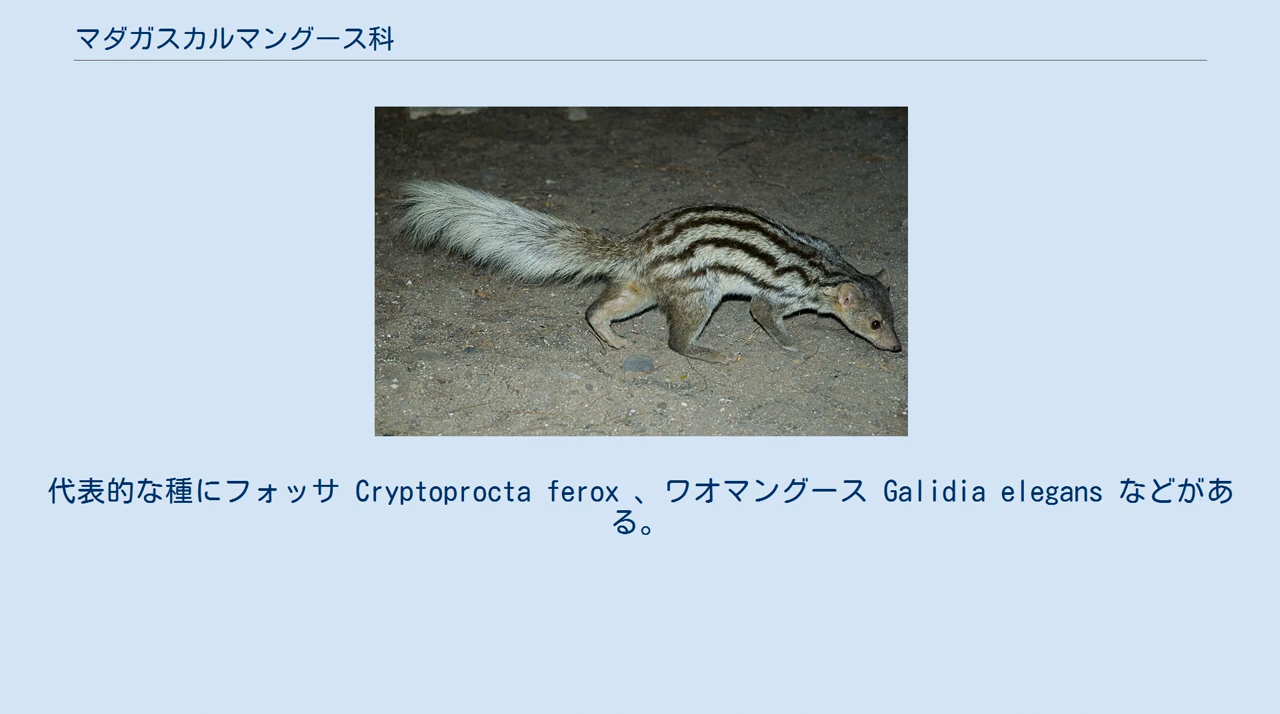 マダガスカルマングース科
代表的な種にフォッサ Cryptoprocta ferox 、ワオマングース Galidia elegans などがあ
る。